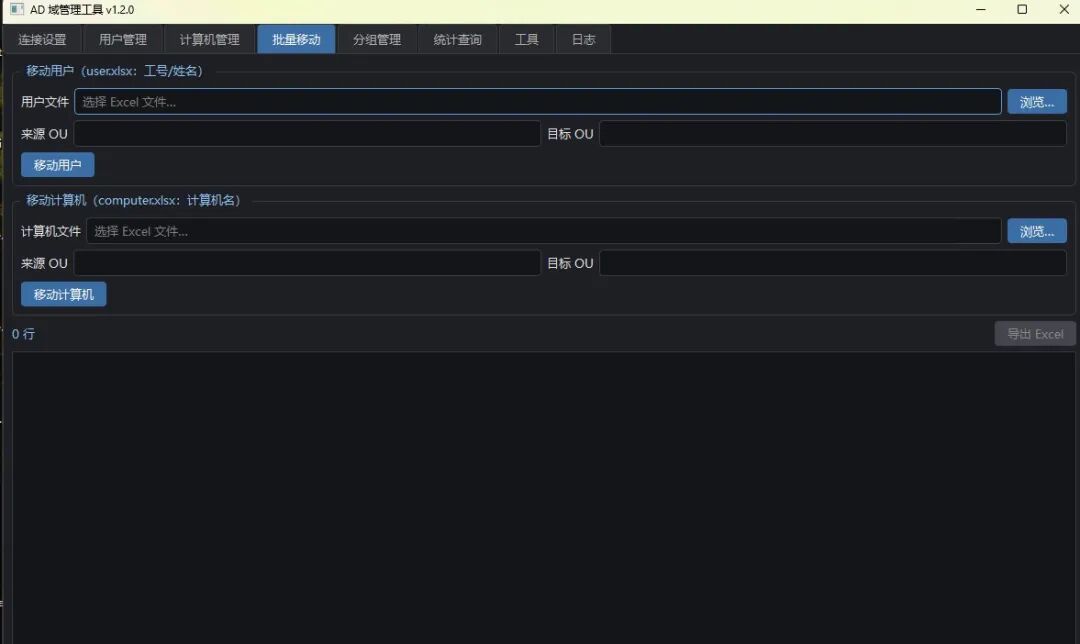 AD 域管理工具 v1.2.0
连接设置 用户管理 计算机管理 批量移动 分组管理 统计查询 工具 日志
移动用户（user.xlsx：工号/姓名）
用户文件 选择 Excel 文件... 浏览...
来源 OU 目标 OU
移动用户
移动计算机（computer.xlsx：计算机名）
计算机文件 选择 Excel 文件... 浏览...
来源 OU 目标 OU
移动计算机
0 行 导出 Excel